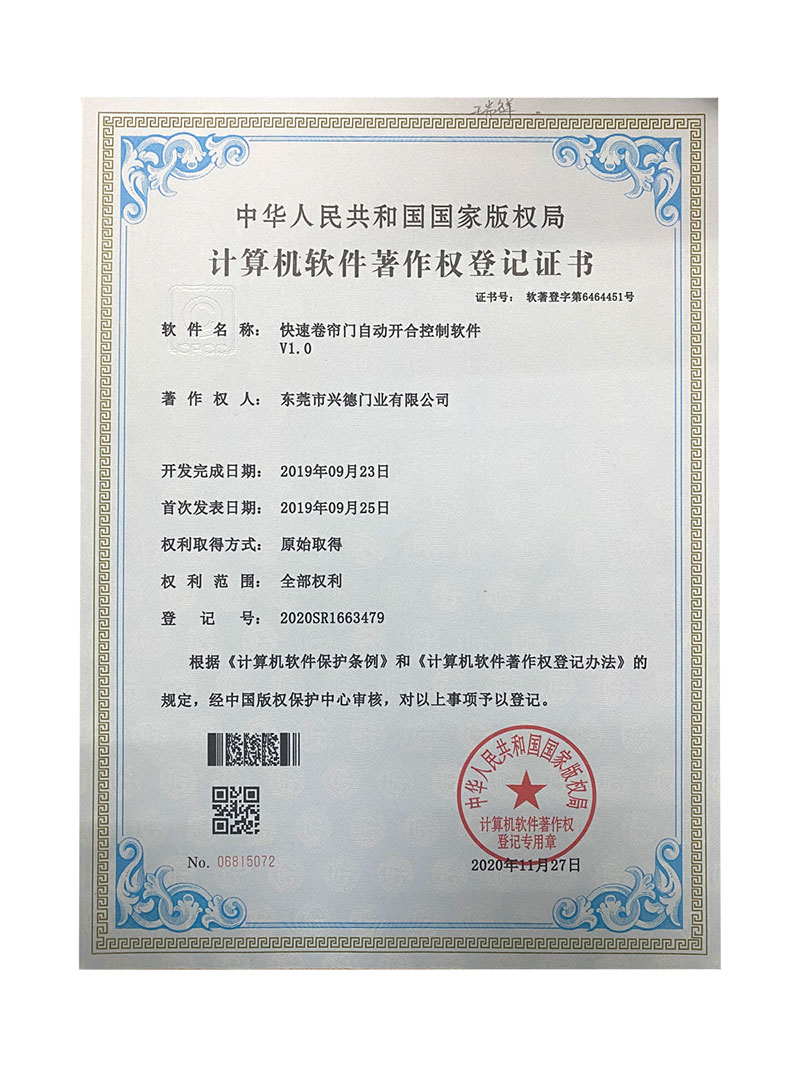 中华人民共和国国家版权局
计算机软件著作权登记证书
证书号： 软著登字第6464451号
CPCC
软件名称： 快速卷帘门自动开合控制软件
V1.0
著作权人： 东莞市兴德门业有限公司
开发完成日期： 2019年09月23日
首次发表日期： 2019年09月25日
权利取得方式： 原始取得
权利范围： 全部权利
登记号： 2020SR1663479
根据《计算机软件保护条例》和《计算机软件著作权登记办法》的
规定，经中国版权保护中心审核，对以上事项予以登记。
中华人民共和国国家版权局
计算机软件著作权
登记专用章
No. 06815072
2020年11月27日